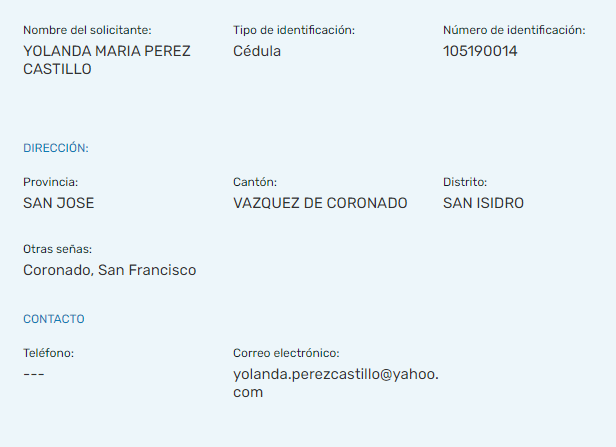 Nombre del solicitante: Tipo de identificación: Número de identificación:
YOLANDA MARIA PEREZ Cédula 105190014
CASTILLO
DIRECCIÓN:
Provincia: Cantón: Distrito:
SAN JOSE VAZQUEZ DE CORONADO SAN ISIDRO
Otras señas:
Coronado, San Francisco
CONTACTO
Teléfono: Correo electrónico:
--- yolanda.perezcastillo@yahoo.
com